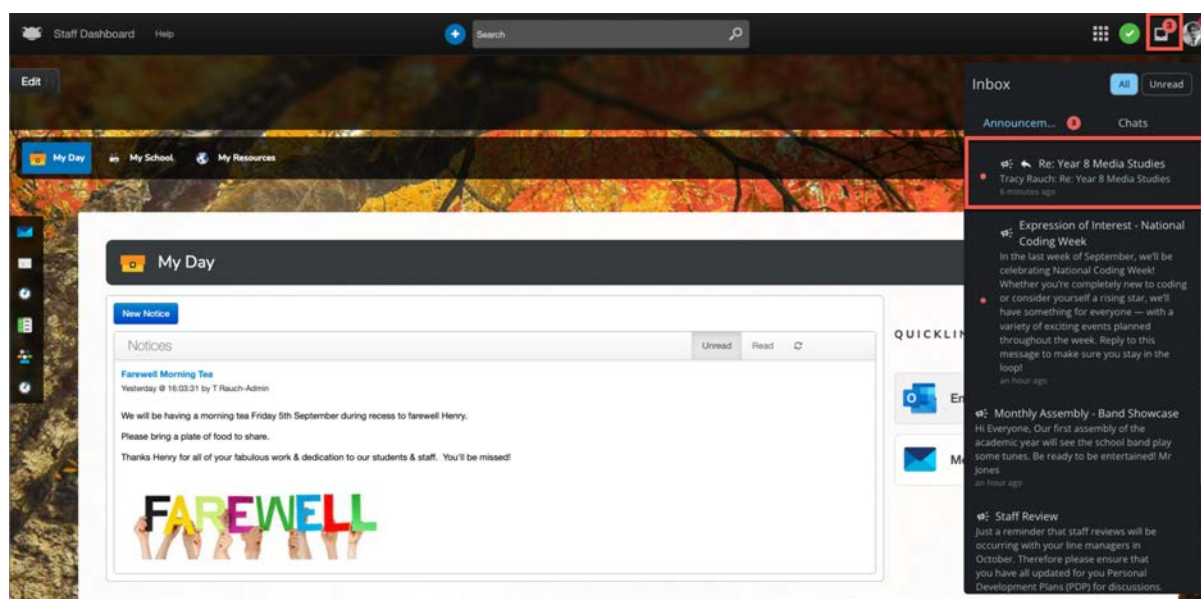 Staff Dashboard Help Search 3
Edit
My Day My School My Resources
My Day
New Notice
Notices Unread Read
Farewell Morning Tea
Yesterday @ 16:03:31 by T Rauch-Admin
We will be having a morning tea Friday 5th September during recess to farewell Henry.
Please bring a plate of food to share.
Thanks Henry for all of your fabulous work & dedication to our students & staff. You'll be missed!
FAREWELL
QUICKLIN
En
Me
Inbox All Unread
Announcem... 3 Chats
Re: Year 8 Media Studies
Tracy Rauch: Re: Year 8 Media Studies
6 minutes ago
Expression of Interest - National
Coding Week
In the last week of September, we'll be
celebrating National Coding Week!
Whether you're completely new to coding
or consider yourself a rising star, we'll
have something for everyone — with a
variety of exciting events planned
throughout the week. Reply to this
message to make sure you stay in the
loop!
an hour ago
Monthly Assembly - Band Showcase
Hi Everyone, Our first assembly of the
academic year will see the school band play
some tunes. Be ready to be entertained! Mr
Jones
an hour ago
Staff Review
Just a reminder that staff reviews will be
occurring with your line managers in
October. Therefore please ensure that
you have all updated for you Personal
Development Plans (PDP) for discussions.